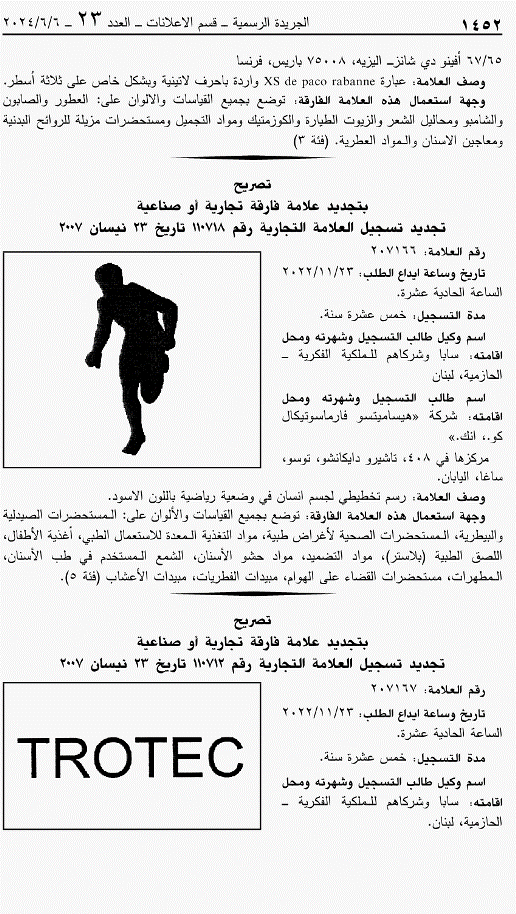 ١٤٥٢ الجريدة الرسمية – قسم الاعلانات – العدد ٢٣ – ٢٠٢٤/٦/٦
٦٧/٦٥ أفينو دي شانزـ اليزيه، ٧٥٠٠٨ باريس، فرنسا
وصف العلامة: عبارة XS de paco rabanne واردة باحرف لاتينية وبشكل خاص على ثلاثة أسطر.
وجهة استعمال هذه العلامة الفارقة: توضع بجميع القياسات والالوان على: العطور والصابون
والشامبو ومحاليل الشعر والزيوت الطيارة والكوزمتيك ومواد التجميل ومستحضرات مزيلة للروائح البدنية
ومعاجين الاسنان والمواد العطرية. (فئة ٣)
تصريح
بتجديد علامة فارقة تجارية أو صناعية
تجديد تسجيل العلامة التجارية رقم ١١٠٧١٨ تاريخ ٢٣ نيسان ٢٠٠٧
رقم العلامة: ٢٠٧١٦٦
تاريخ وساعة ايداع الطلب: ٢٠٢٢/١١/٢٣
الساعة الحادية عشرة.
مدة التسجيل: خمس عشرة سنة.
اسم وكيل طالب التسجيل وشهرته ومحل
اقامته: سابا وشركاهم للملكية الفكرية –
الحازمية، لبنان
اسم طالب التسجيل وشهرته ومحل
اقامته: شركة «هيساميتسو فارماسوتيكال
كو.، انك.»
مركزها في ٤٠٨، تاشيرو دايكانشو، توسو،
ساغا، اليابان.
وصف العلامة: رسم تخطيطي لجسم انسان في وضعية رياضية باللون الاسود.
وجهة استعمال هذه العلامة الفارقة: توضع بجميع القياسات والألوان على: المستحضرات الصيدلية
والبيطرية، المستحضرات الصحية لأغراض طبية، مواد التغذية المعدة للاستعمال الطبي، أغذية الأطفال،
اللصق الطبية (بلاستر)، مواد التضميد، مواد حشو الأسنان، الشمع المستخدم في طب الأسنان،
المطهرات، مستحضرات القضاء على الهوام، مبيدات الفطريات، مبيدات الأعشاب (فئة ٥).
تصريح
بتجديد علامة فارقة تجارية أو صناعية
تجديد تسجيل العلامة التجارية رقم ١١٠٧١٢ تاريخ ٢٣ نيسان ٢٠٠٧
رقم العلامة: ٢٠٧١٦٧
تاريخ وساعة ايداع الطلب: ٢٠٢٢/١١/٢٣
الساعة الحادية عشرة.
مدة التسجيل: خمس عشرة سنة.
اسم وكيل طالب التسجيل وشهرته ومحل
اقامته: سابا وشركاهم للملكية الفكرية –
الحازمية، لبنان.
TROTEC